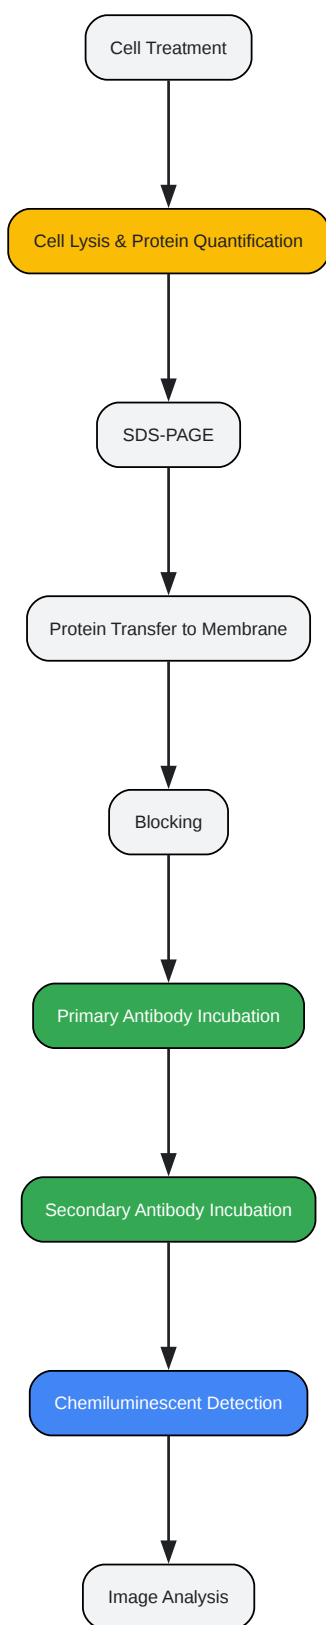 Cell Treatment
Cell Lysis & Protein Quantification
SDS-PAGE
Protein Transfer to Membrane
Blocking
Primary Antibody Incubation
Secondary Antibody Incubation
Chemiluminescent Detection
Image Analysis